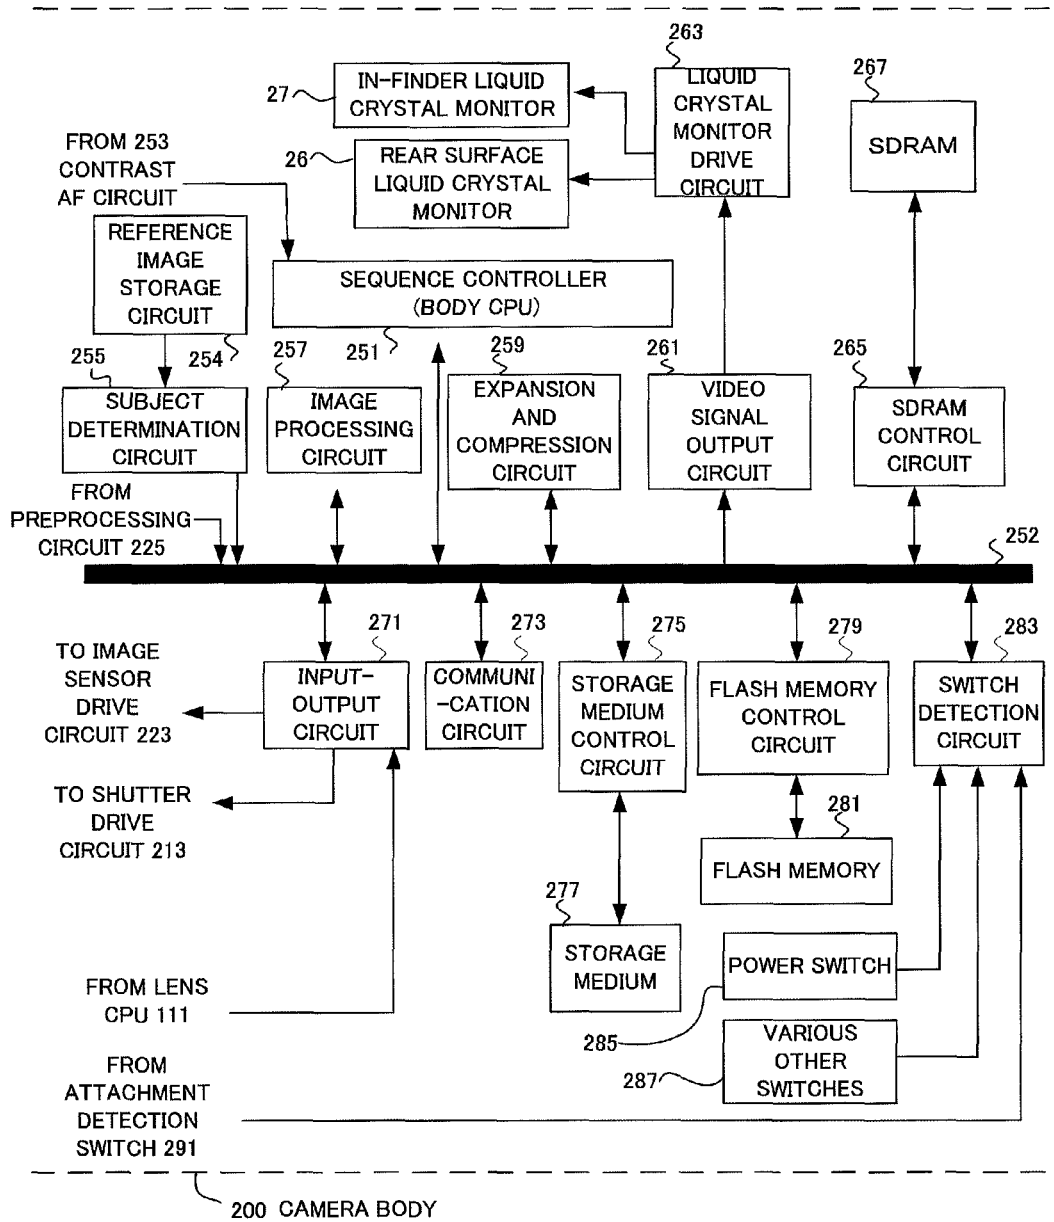 263
267
27
IN-FINDER LIQUID
CRYSTAL MONITOR
LIQUID
CRYSTAL
MONITOR
DRIVE
CIRCUIT
SDRAM
FROM 253
CONTRAST
AF CIRCUIT
26
REAR SURFACE
LIQUID CRYSTAL
MONITOR
REFERENCE
IMAGE
STORAGE
CIRCUIT
SEQUENCE CONTROLLER
(BODY CPU)
255
254
257
251
259
261
265
SUBJECT
DETERMINATION
CIRCUIT
IMAGE
PROCESSING
CIRCUIT
EXPANSION
AND
COMPRESSION
CIRCUIT
VIDEO
SIGNAL
OUTPUT
CIRCUIT
SDRAM
CONTROL
CIRCUIT
FROM
PREPROCESSING
CIRCUIT 225
252
271
273
275
279
283
TO IMAGE
SENSOR
DRIVE
CIRCUIT 223
INPUT-
OUTPUT
CIRCUIT
COMMUNI
-CATION
CIRCUIT
STORAGE
MEDIUM
CONTROL
CIRCUIT
FLASH MEMORY
CONTROL
CIRCUIT
SWITCH
DETECTION
CIRCUIT
TO SHUTTER
DRIVE
CIRCUIT 213
281
FLASH MEMORY
277
STORAGE
MEDIUM
POWER SWITCH
285
FROM LENS
CPU 111
VARIOUS
OTHER
SWITCHES
287
FROM
ATTACHMENT
DETECTION
SWITCH 291
200 CAMERA BODY